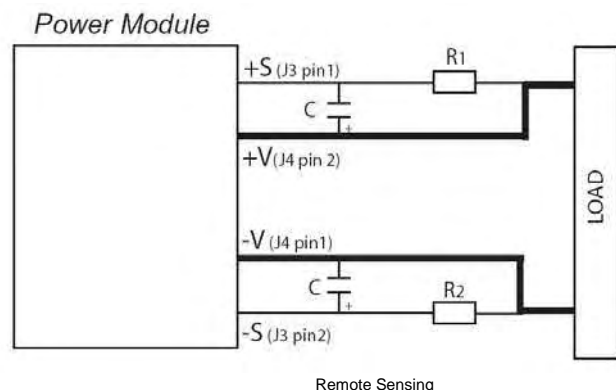 Power Module
+S (J3 pin1)
R1
C
+
+V (J4 pin 2)
LOAD
-V (J4 pin1)
C
+
R2
-S (J3 pin2)
Remote Sensing